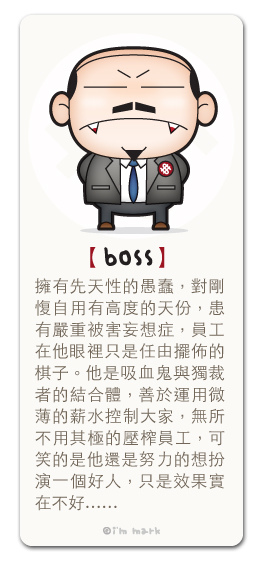 【boss】
擁有先天性的愚蠢，對剛
愎自用有高度的天份，患
有嚴重被害妄想症，員工
在他眼裡只是任由擺佈的
棋子。他是吸血鬼與獨裁
者的結合體，善於運用微
薄的薪水控制大家，無所
不用其極的壓榨員工，可
笑的是他還是努力的想扮
演一個好人，只是效果實
在不好......
©i'm mark